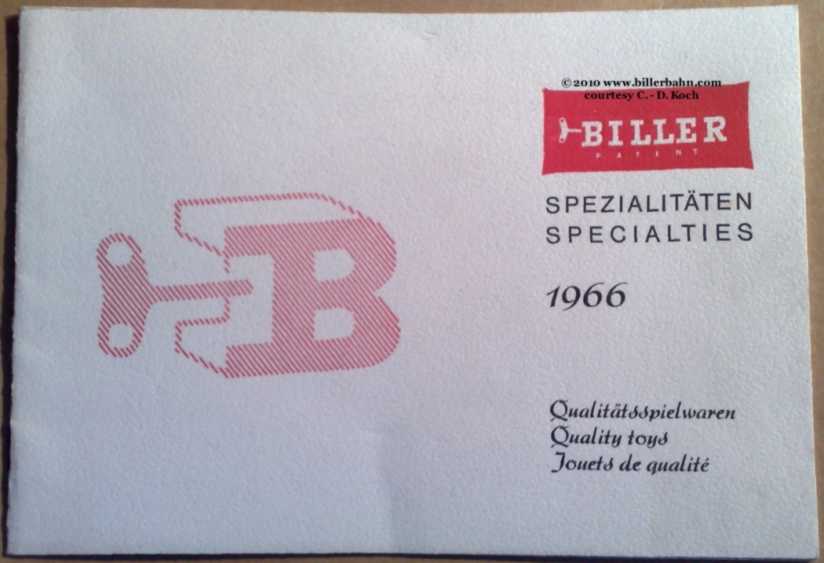 © 2010 www.billerbahn.com
courtesy C. - D. Koch
BILLER
PATENT
SPEZIALITÄTEN
SPECIALTIES
1966
Qualitätsspielwaren
Quality toys
Jouets de qualité
B